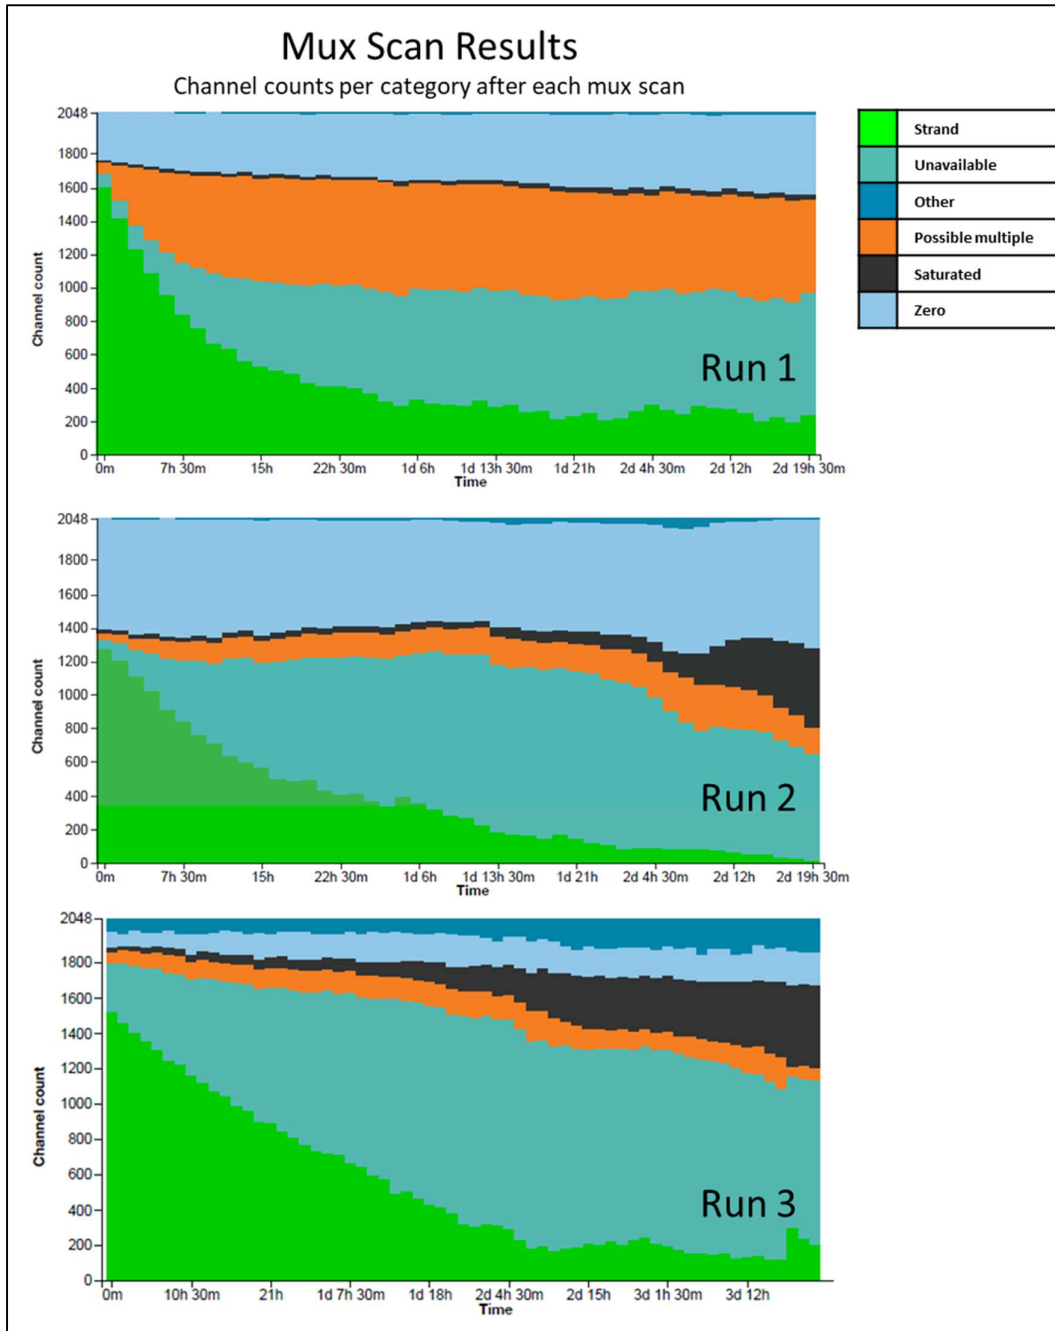 Mux Scan Results
Channel counts per category after each mux scan
Strand
Unavailable
Other
Possible multiple
Saturated
Zero
Channel count
2048
1800
1600
1400
1200
1000
800
600
400
200
0
Run 1
0m 7h 30m 15h 22h 30m 1d 6h 1d 13h 30m 1d 21h 2d 4h 30m 2d 12h 2d 19h 30m
Time
Channel count
2048
1800
1600
1400
1200
1000
800
600
400
200
0
Run 2
0m 7h 30m 15h 22h 30m 1d 6h 1d 13h 30m 1d 21h 2d 4h 30m 2d 12h 2d 19h 30m
Time
Channel count
2048
1800
1600
1400
1200
1000
800
600
400
200
0
Run 3
0m 10h 30m 21h 1d 7h 30m 1d 18h 2d 4h 30m 2d 15h 3d 1h 30m 3d 12h
Time